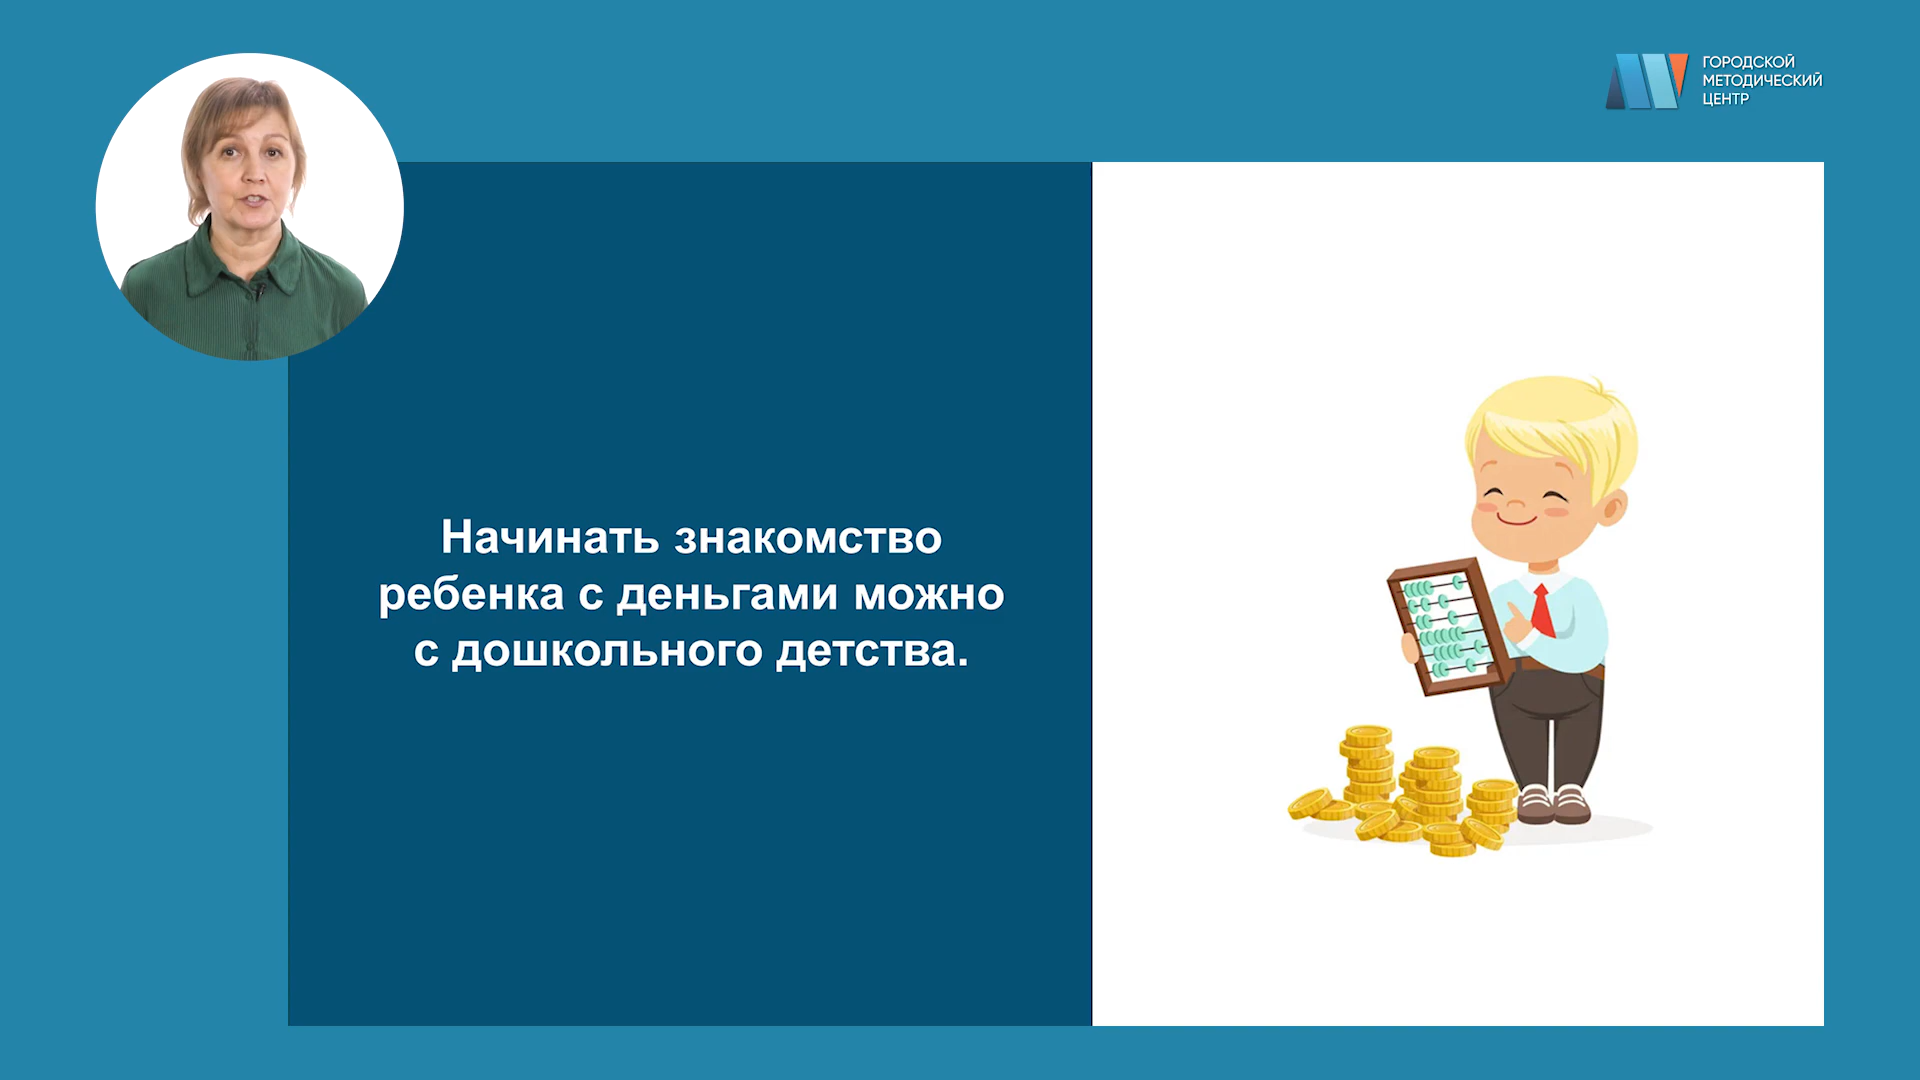 ГОРОДСКОЙ
МЕТОДИЧЕСКИЙ
ЦЕНТР
Начинать знакомство
ребенка с деньгами можно
с дошкольного детства.